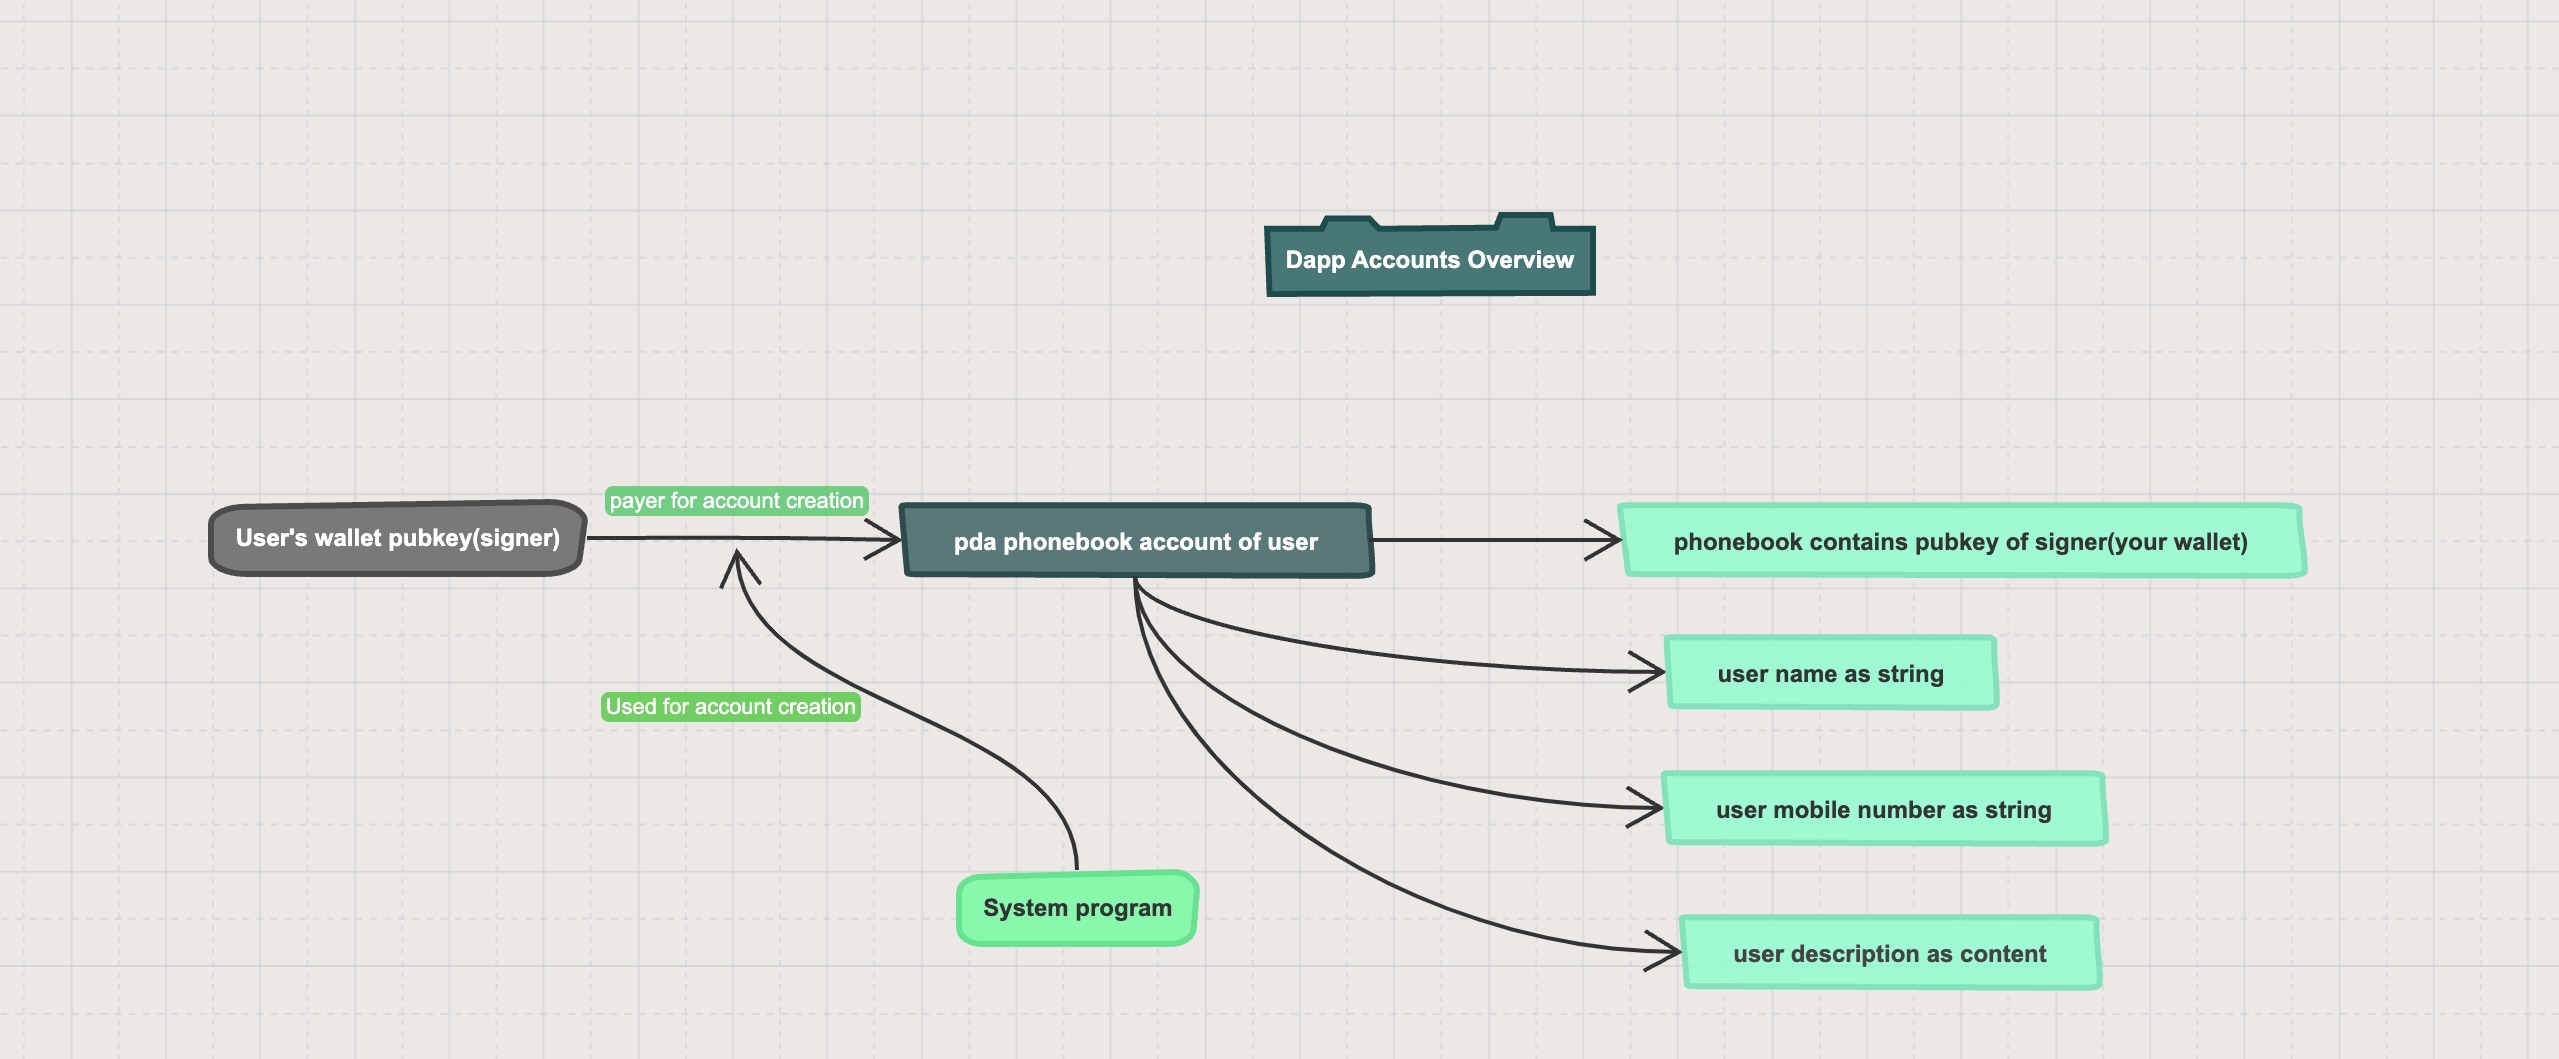 Dapp Accounts Overview
payer for account creation
User's wallet pubkey(signer)
pda phonebook account of user
phonebook contains pubkey of signer(your wallet)
user name as string
Used for account creation
user mobile number as string
System program
user description as content